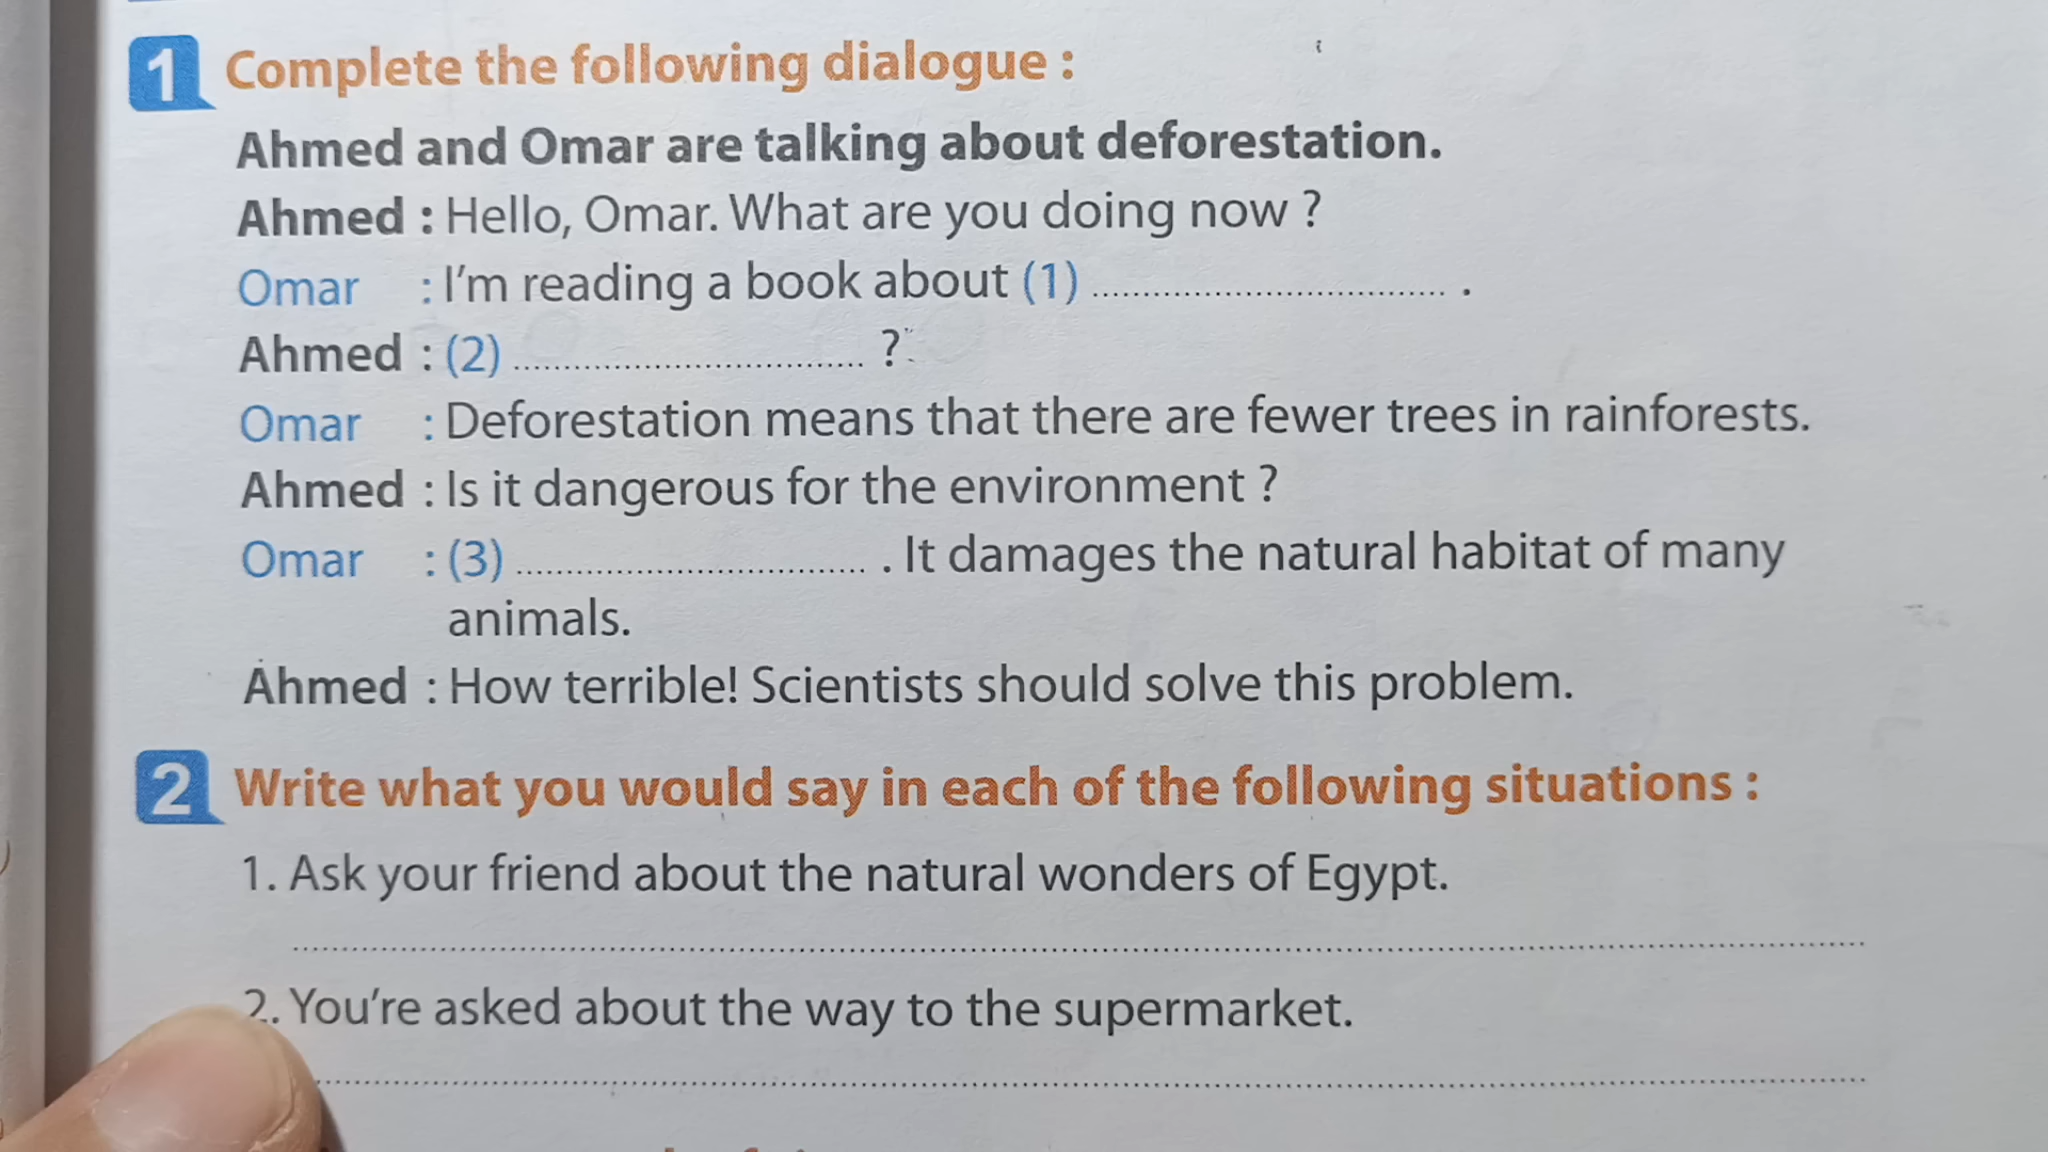 1 Complete the following dialogue :
Ahmed and Omar are talking about deforestation.
Ahmed : Hello, Omar. What are you doing now ?
Omar : I'm reading a book about (1) .................................... .
Ahmed : (2) .................................... ?
Omar : Deforestation means that there are fewer trees in rainforests.
Ahmed : Is it dangerous for the environment ?
Omar : (3) .................................... . It damages the natural habitat of many
animals.
Ahmed : How terrible! Scientists should solve this problem.
2 Write what you would say in each of the following situations :
1. Ask your friend about the natural wonders of Egypt.
....................................................................................
2. You're asked about the way to the supermarket.
....................................................................................